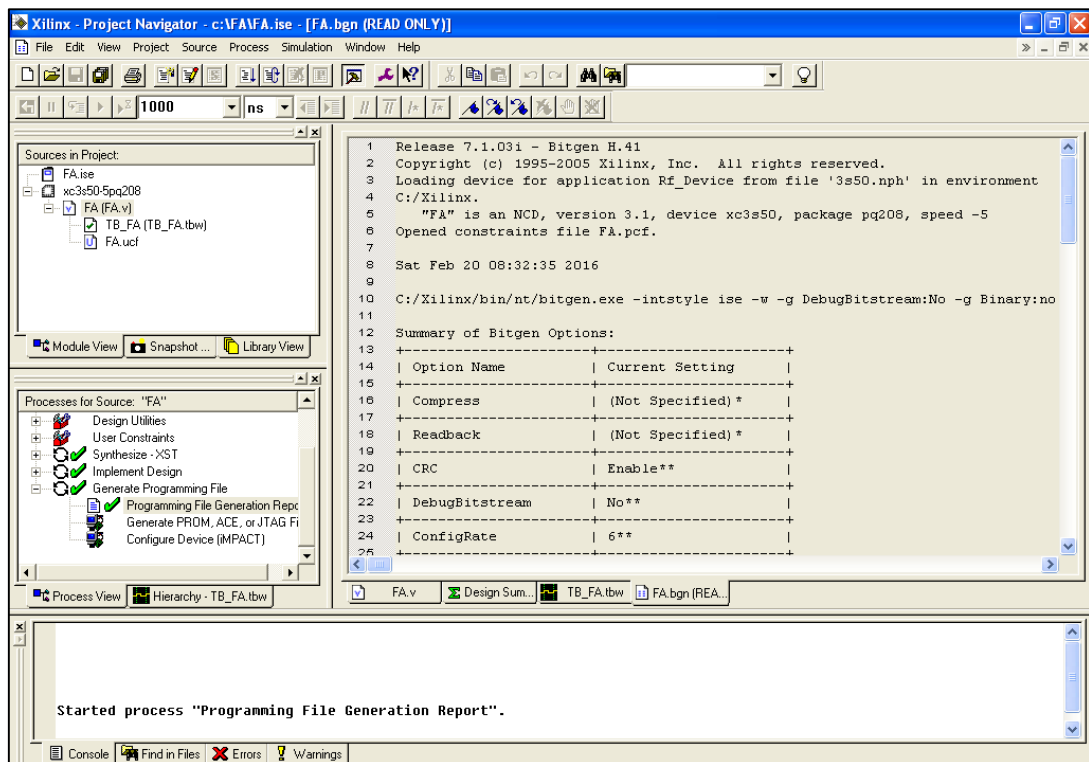 Xilinx - Project Navigator - c:\FA\FA.ise - [FA.bgn (READ ONLY)]
File Edit View Project Source Process Simulation Window Help
1000 ns
Sources in Project:
FA.ise
xc3s50-5pq208
FA (FA.v)
TB_FA (TB_FA.tbw)
FA.ucf
Module View Snapshot ... Library View
Processes for Source: "FA"
Design Utilities
User Constraints
Synthesize - XST
Implement Design
Generate Programming File
Programming File Generation Repo
Generate PROM, ACE, or JTAG Fi
Configure Device (iMPACT)
Process View Hierarchy - TB_FA.tbw
1 Release 7.1.03i - Bitgen H.41
2 Copyright (c) 1995-2005 Xilinx, Inc.  All rights reserved.
3 Loading device for application Rf_Device from file '3s50.nph' in environment
4 C:/Xilinx.
5    "FA" is an NCD, version 3.1, device xc3s50, package pq208, speed -5
6 Opened constraints file FA.pcf.
7
8 Sat Feb 20 08:32:35 2016
9
10 C:/Xilinx/bin/nt/bitgen.exe -intstyle ise -w -g DebugBitstream:No -g Binary:no
11
12 Summary of Bitgen Options:
13 +----------------------+----------------------+
14 | Option Name          | Current Setting      |
15 +----------------------+----------------------+
16 | Compress             | (Not Specified)*     |
17 +----------------------+----------------------+
18 | Readback             | (Not Specified)*     |
19 +----------------------+----------------------+
20 | CRC                  | Enable**             |
21 +----------------------+----------------------+
22 | DebugBitstream       | No**                 |
23 +----------------------+----------------------+
24 | ConfigRate           | 6**                  |
25 +----------------------+----------------------+
FA.v Design Sum... TB_FA.tbw FA.bgn (REA...
Started process "Programming File Generation Report".
Console Find in Files Errors Warnings